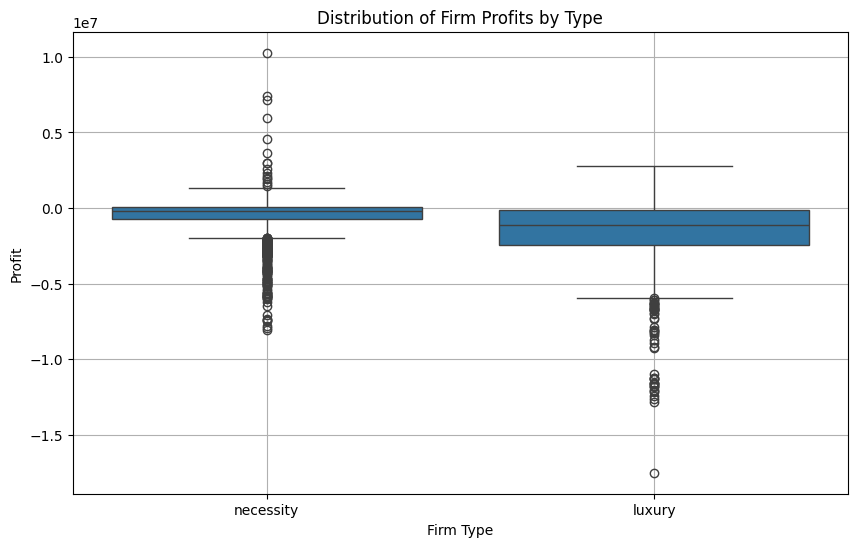 Distribution of Firm Profits by Type
1e7
1.0
0.5
0.0
−0.5
−1.0
−1.5
Profit
necessity luxury
Firm Type